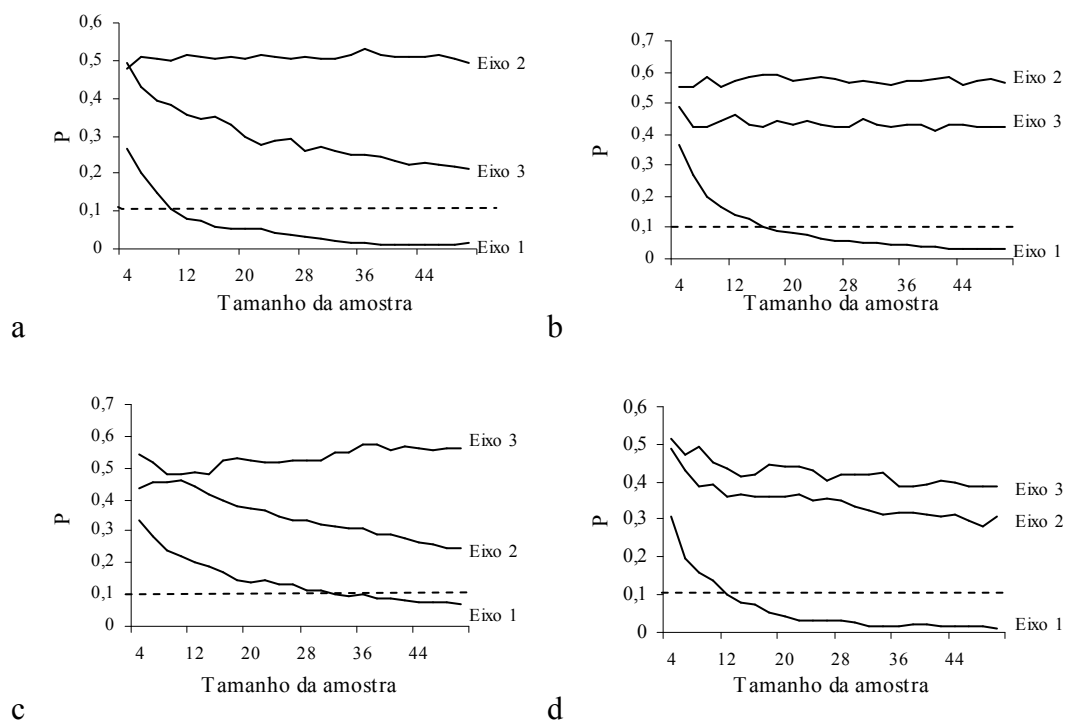 0,6
0,5
0,4
0,3
0,2
0,1
0
P
Eixo 2
Eixo 3
Eixo 1
4 12 20 28 36 44
Tamanho da amostra
a
0,7
0,6
0,5
0,4
0,3
0,2
0,1
0
P
Eixo 2
Eixo 3
Eixo 1
4 12 20 28 36 44
Tamanho da amostra
b
0,7
0,6
0,5
0,4
0,3
0,2
0,1
0
P
Eixo 3
Eixo 2
Eixo 1
4 12 20 28 36 44
Tamanho da amostra
c
0,6
0,5
0,4
0,3
0,2
0,1
0
P
Eixo 3
Eixo 2
Eixo 1
4 12 20 28 36 44
Tamanho da amostra
d